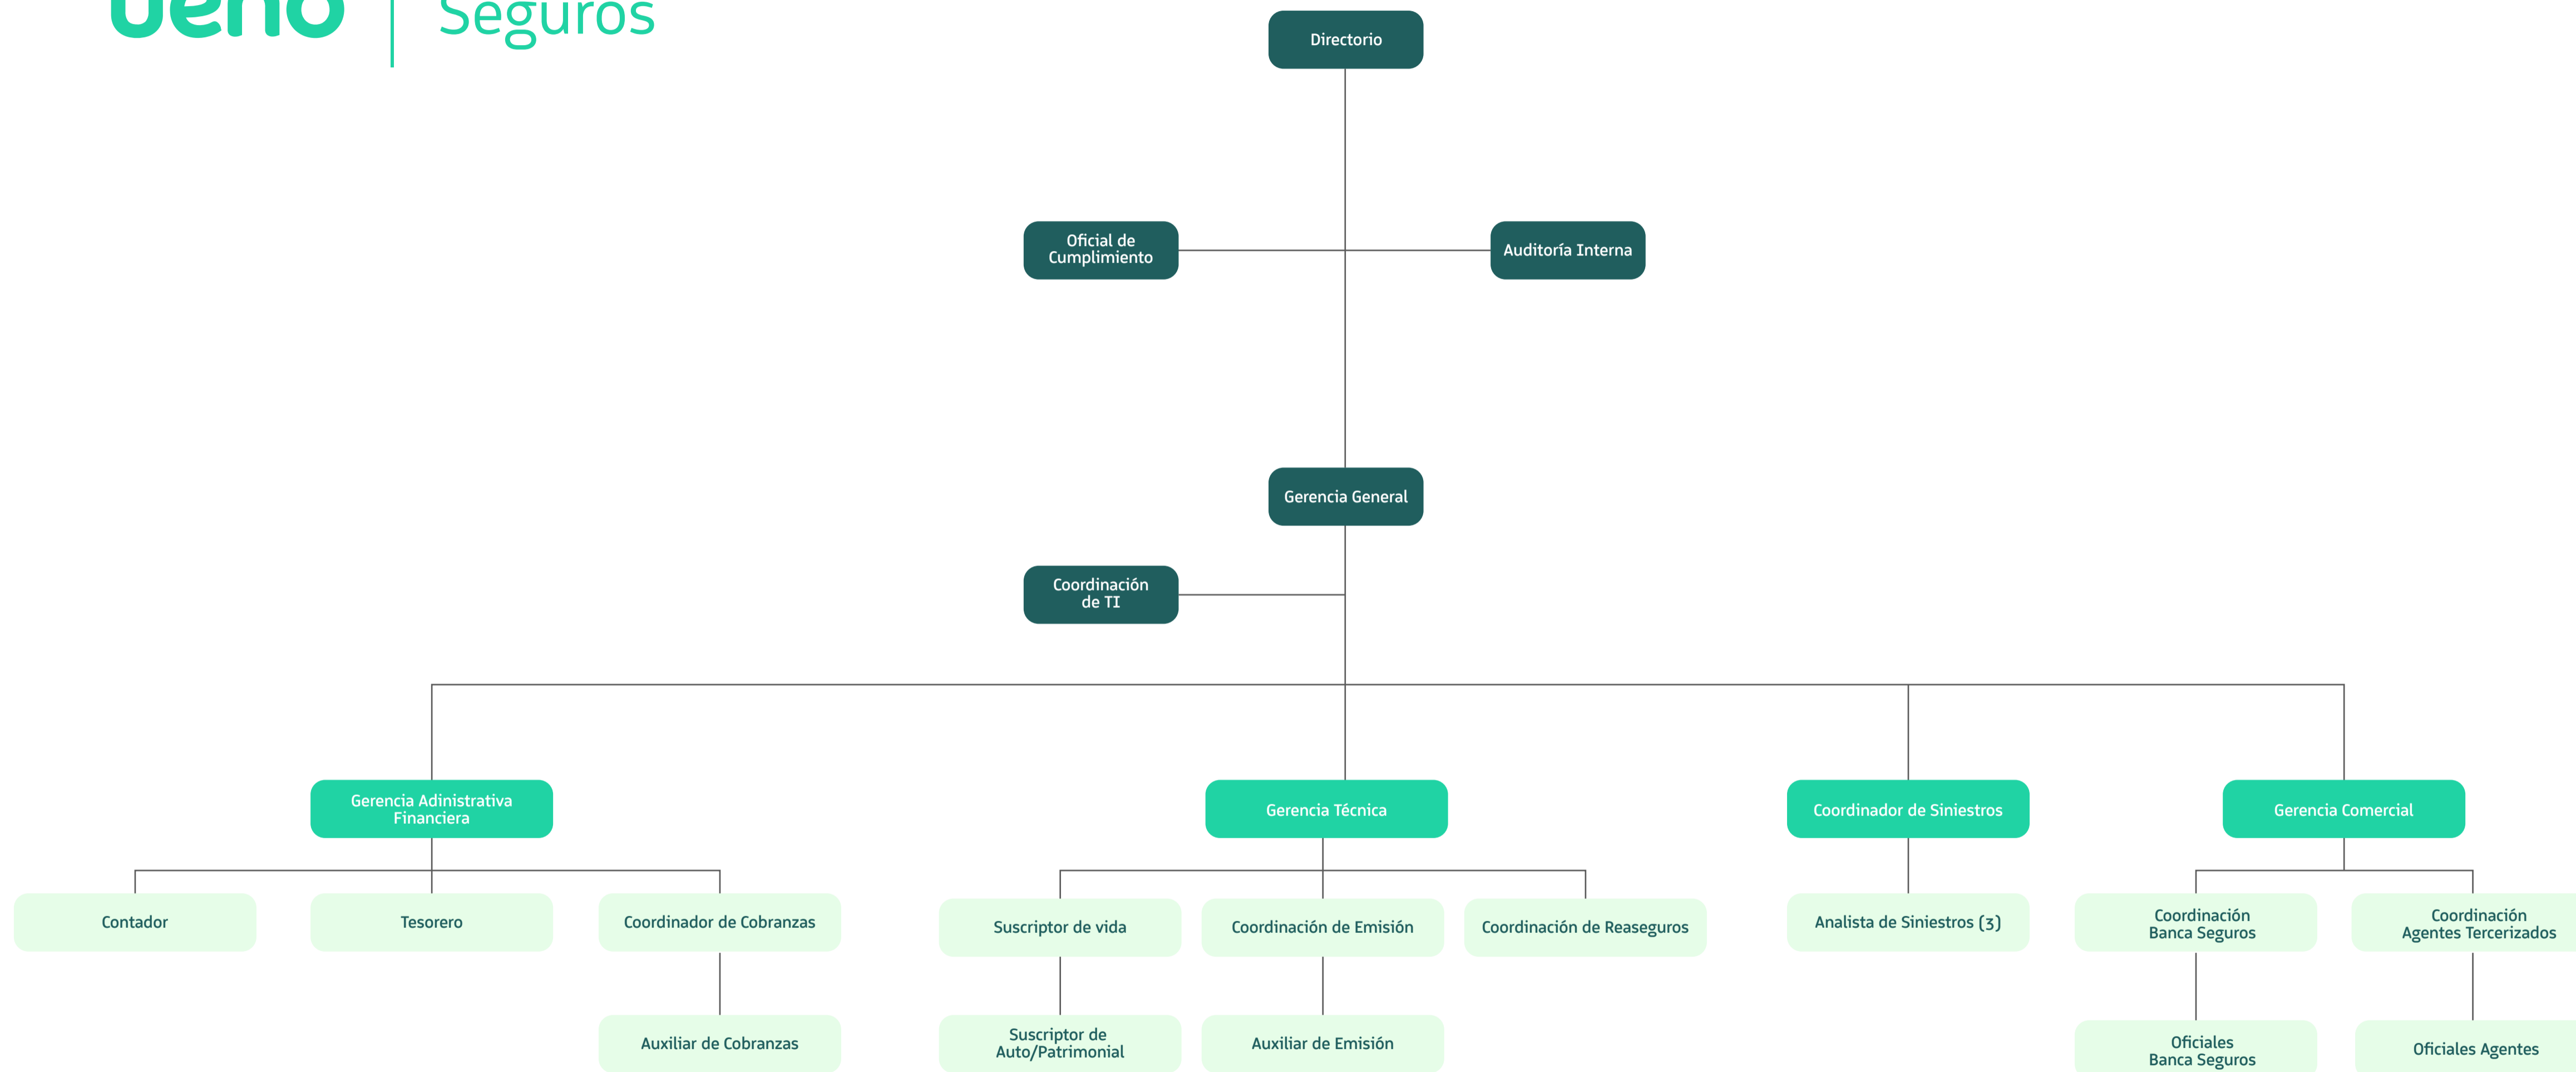 ueno
Seguros
Directorio
Oficial de
Cumplimiento
Auditoría Interna
Gerencia General
Coordinación
de TI
Gerencia Adinistrativa
Financiera
Gerencia Técnica
Coordinador de Siniestros
Gerencia Comercial
Contador
Tesorero
Coordinador de Cobranzas
Suscriptor de vida
Coordinación de Emisión
Coordinación de Reaseguros
Analista de Siniestros (3)
Coordinación
Banca Seguros
Coordinación
Agentes Tercerizados
Auxiliar de Cobranzas
Suscriptor de
Auto/Patrimonial
Auxiliar de Emisión
Oficiales
Banca Seguros
Oficiales Agentes